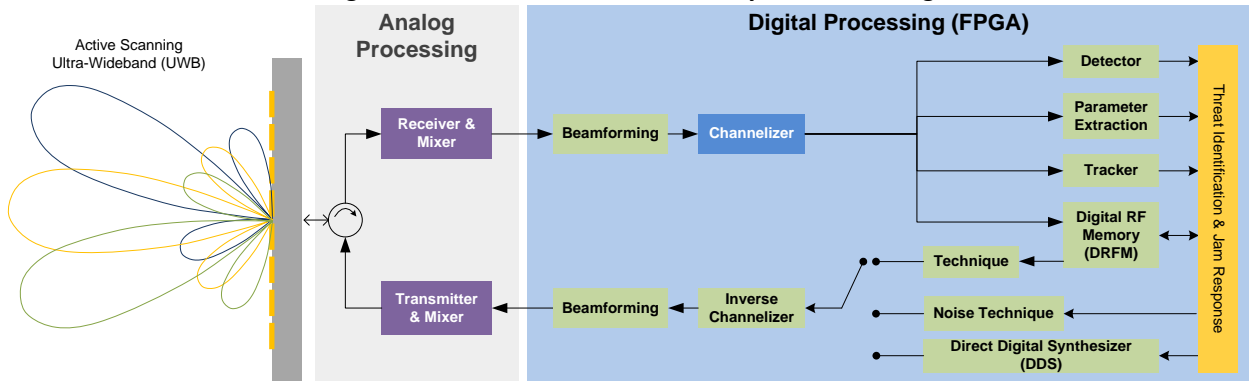 Analog
Processing
Digital Processing (FPGA)
Active Scanning
Ultra-Wideband (UWB)
Receiver &
Mixer
Beamforming
Channelizer
Detector
Parameter
Extraction
Tracker
Digital RF
Memory
(DRFM)
Technique
Transmitter
& Mixer
Beamforming
Inverse
Channelizer
Noise Technique
Direct Digital Synthesizer
(DDS)
Threat Identification & Jam Response